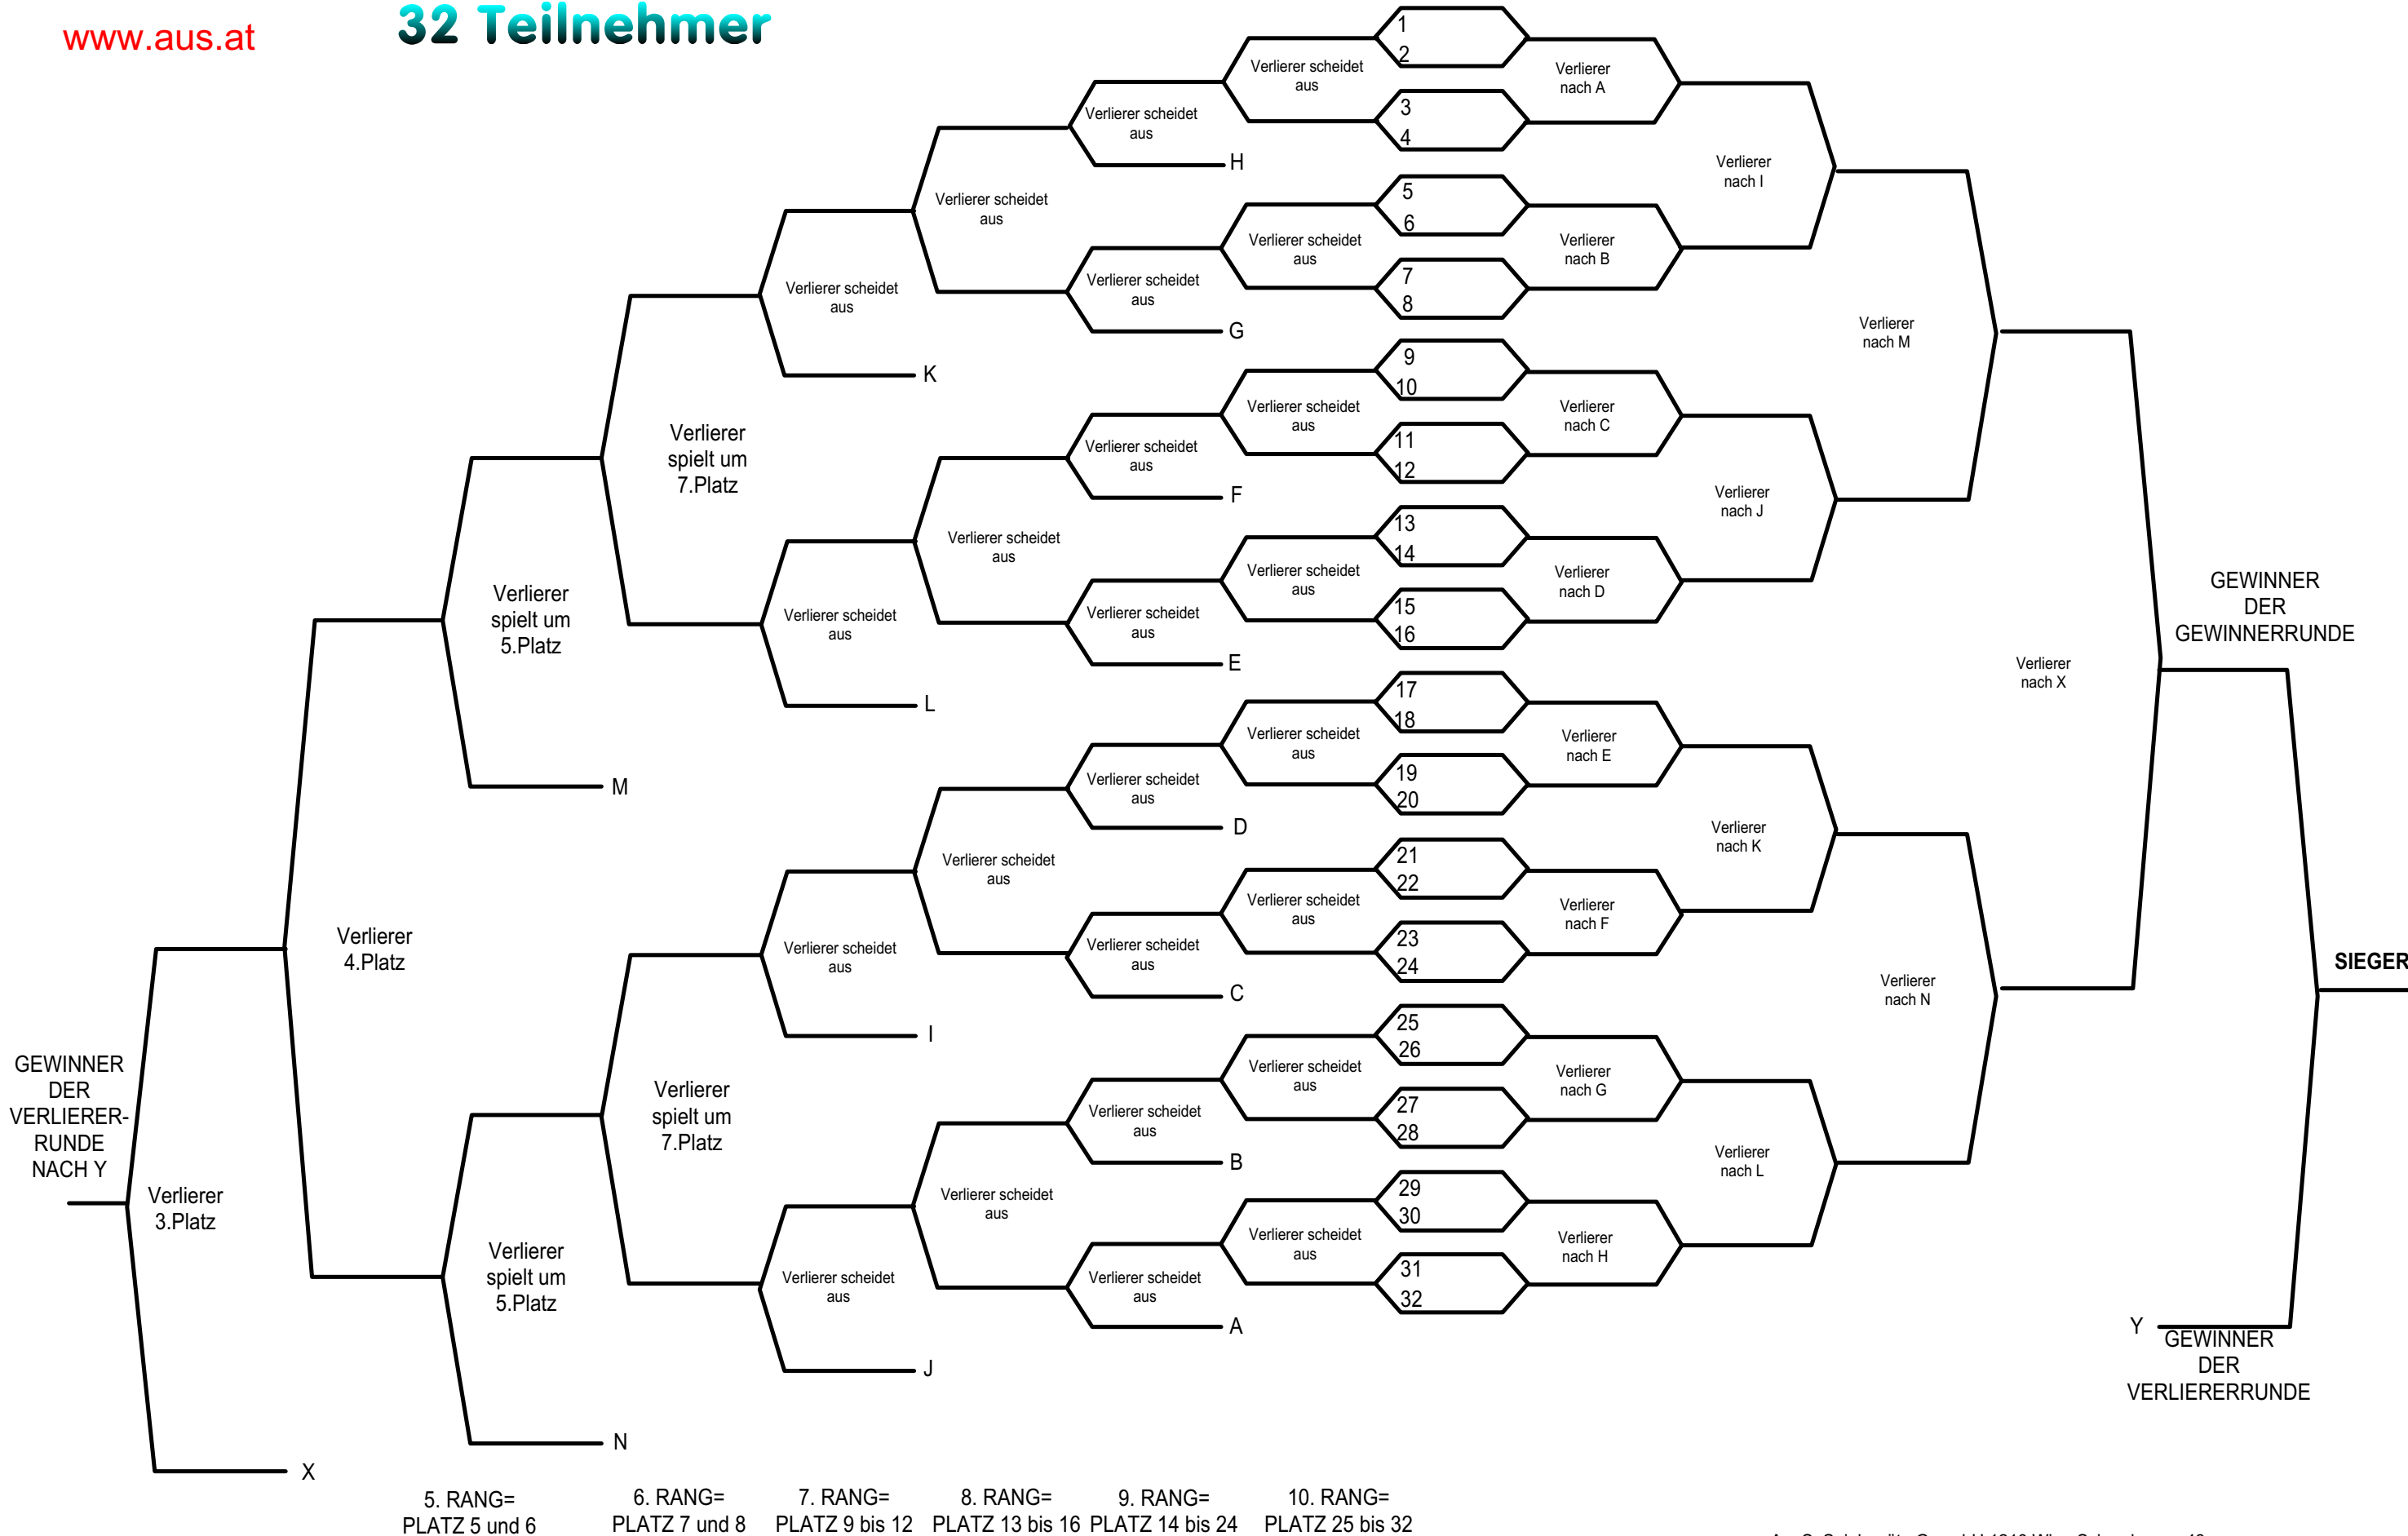 www.aus.at
32 Teilnehmer
1
2
3
4
5
6
7
8
9
10
11
12
13
14
15
16
17
18
19
20
21
22
23
24
25
26
27
28
29
30
31
32
Verlierer
nach A
Verlierer
nach B
Verlierer
nach C
Verlierer
nach D
Verlierer
nach E
Verlierer
nach F
Verlierer
nach G
Verlierer
nach H
Verlierer
nach I
Verlierer
nach J
Verlierer
nach K
Verlierer
nach L
Verlierer
nach M
Verlierer
nach N
Verlierer
nach X
GEWINNER
DER
GEWINNERRUNDE
SIEGER
Y
GEWINNER
DER
VERLIERERRUNDE
Verlierer scheidet
aus
Verlierer scheidet
aus
Verlierer scheidet
aus
Verlierer scheidet
aus
Verlierer scheidet
aus
Verlierer scheidet
aus
Verlierer scheidet
aus
Verlierer scheidet
aus
Verlierer scheidet
aus
H
Verlierer scheidet
aus
G
Verlierer scheidet
aus
F
Verlierer scheidet
aus
E
Verlierer scheidet
aus
D
Verlierer scheidet
aus
C
Verlierer scheidet
aus
B
Verlierer scheidet
aus
A
Verlierer scheidet
aus
Verlierer scheidet
aus
Verlierer scheidet
aus
Verlierer scheidet
aus
Verlierer scheidet
aus
K
Verlierer scheidet
aus
L
Verlierer scheidet
aus
I
Verlierer scheidet
aus
J
Verlierer
spielt um
7.Platz
Verlierer
spielt um
7.Platz
Verlierer
spielt um
5.Platz
M
Verlierer
spielt um
5.Platz
N
Verlierer
4.Platz
Verlierer
3.Platz
X
GEWINNER
DER
VERLIERER-
RUNDE
NACH Y
5. RANG=
PLATZ 5 und 6
6. RANG=
PLATZ 7 und 8
7. RANG=
PLATZ 9 bis 12
8. RANG=
PLATZ 13 bis 16
9. RANG=
PLATZ 14 bis 24
10. RANG=
PLATZ 25 bis 32